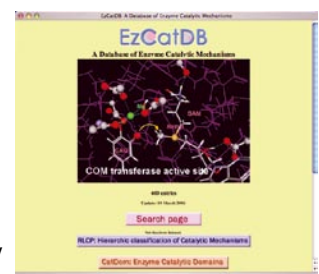 EzCatDB: A Database of Enzyme Catalytic Mechanisms
EzCatDB
A Database of Enzyme Catalytic Mechanisms
SAM
COM transferase active site
Search page
RLCP: Hierarchic classification of Catalytic Mechanisms
CatDom: Enzyme Catalytic Domains